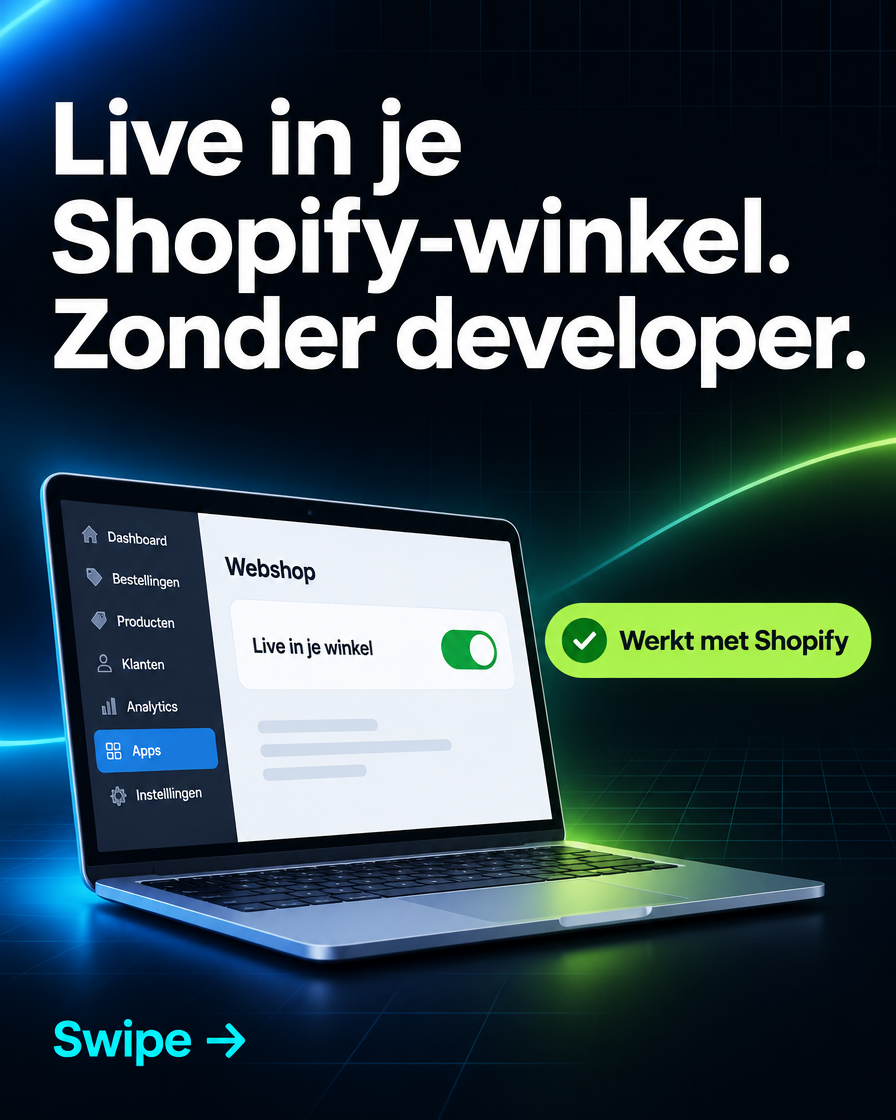 Live in je
Shopify-winkel.
Zonder developer.
Dashboard
Bestellingen
Producten
Klanten
Analytics
Apps
Instelllingen
Webshop
Live in je winkel
Werkt met Shopify
Swipe →